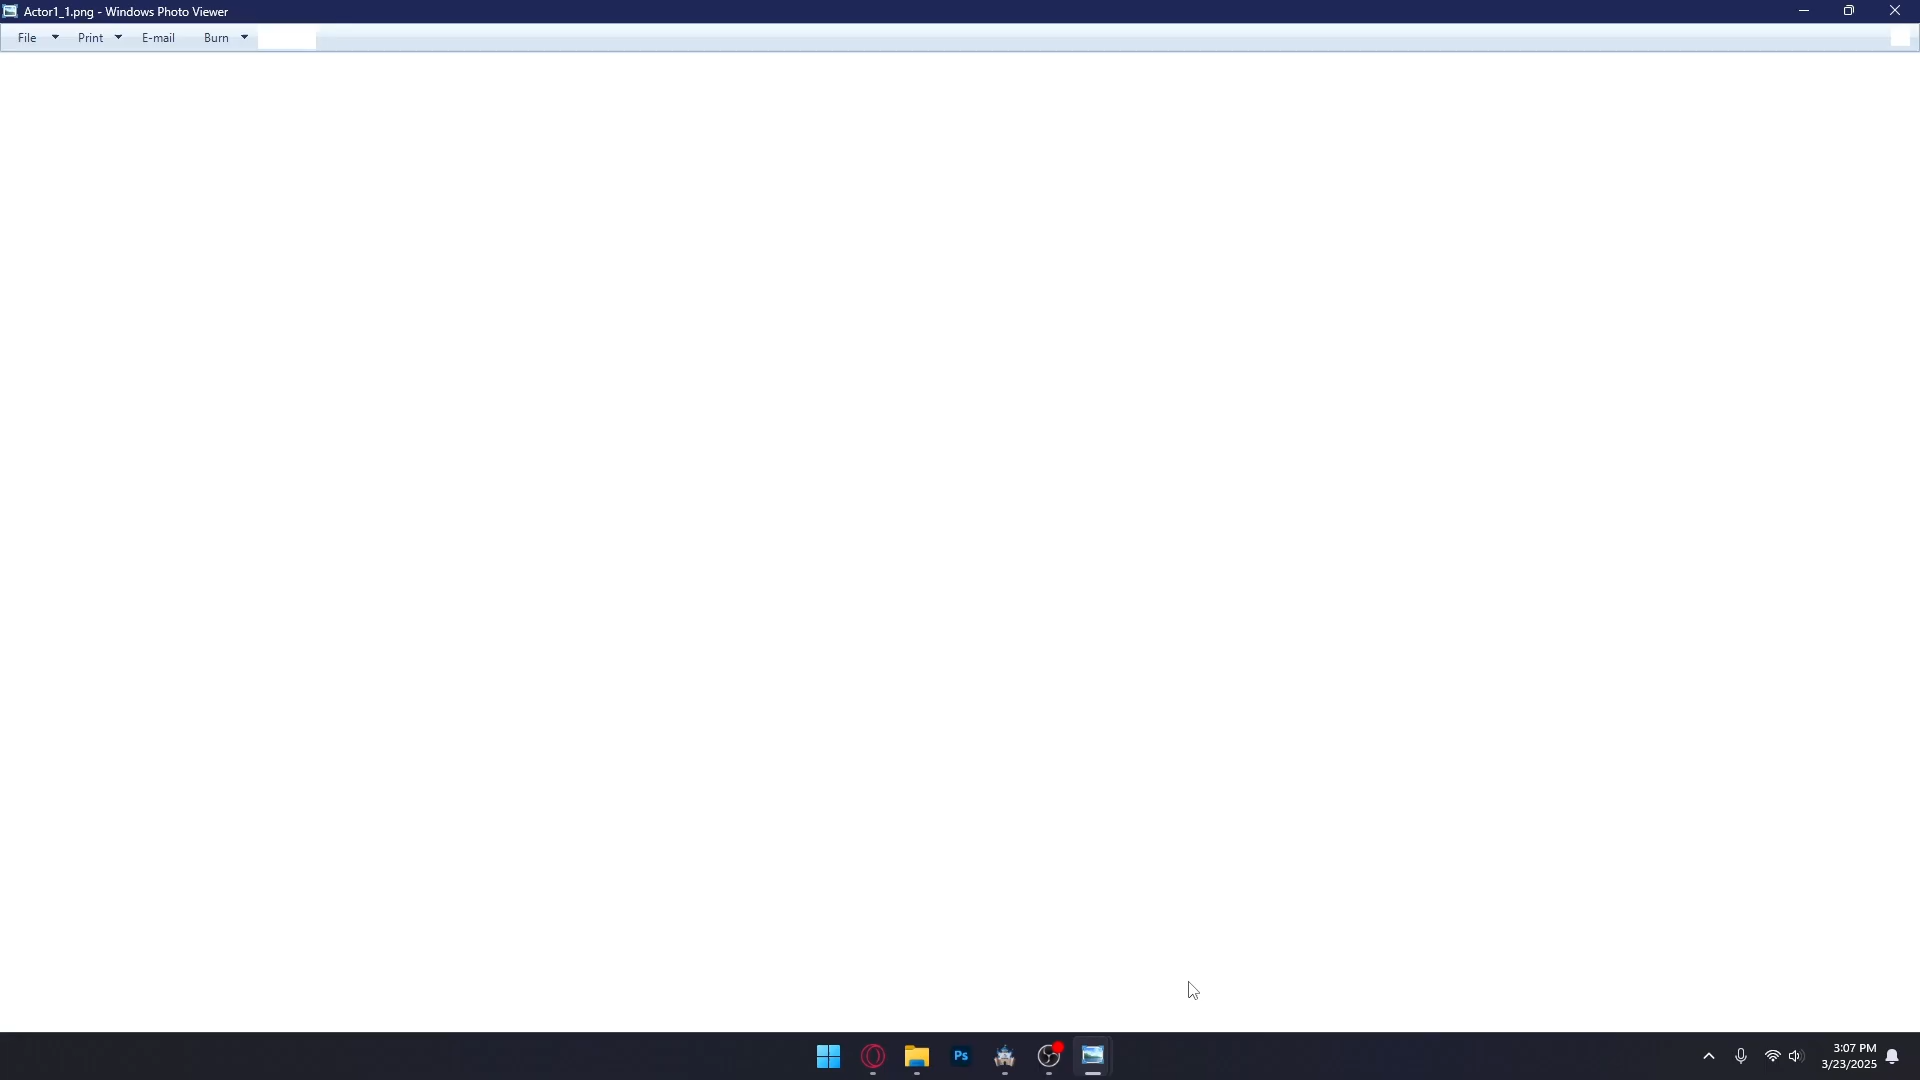 Actor1_1.png - Windows Photo Viewer
File Print E-mail Burn
Ps
3:07 PM
3/23/2025